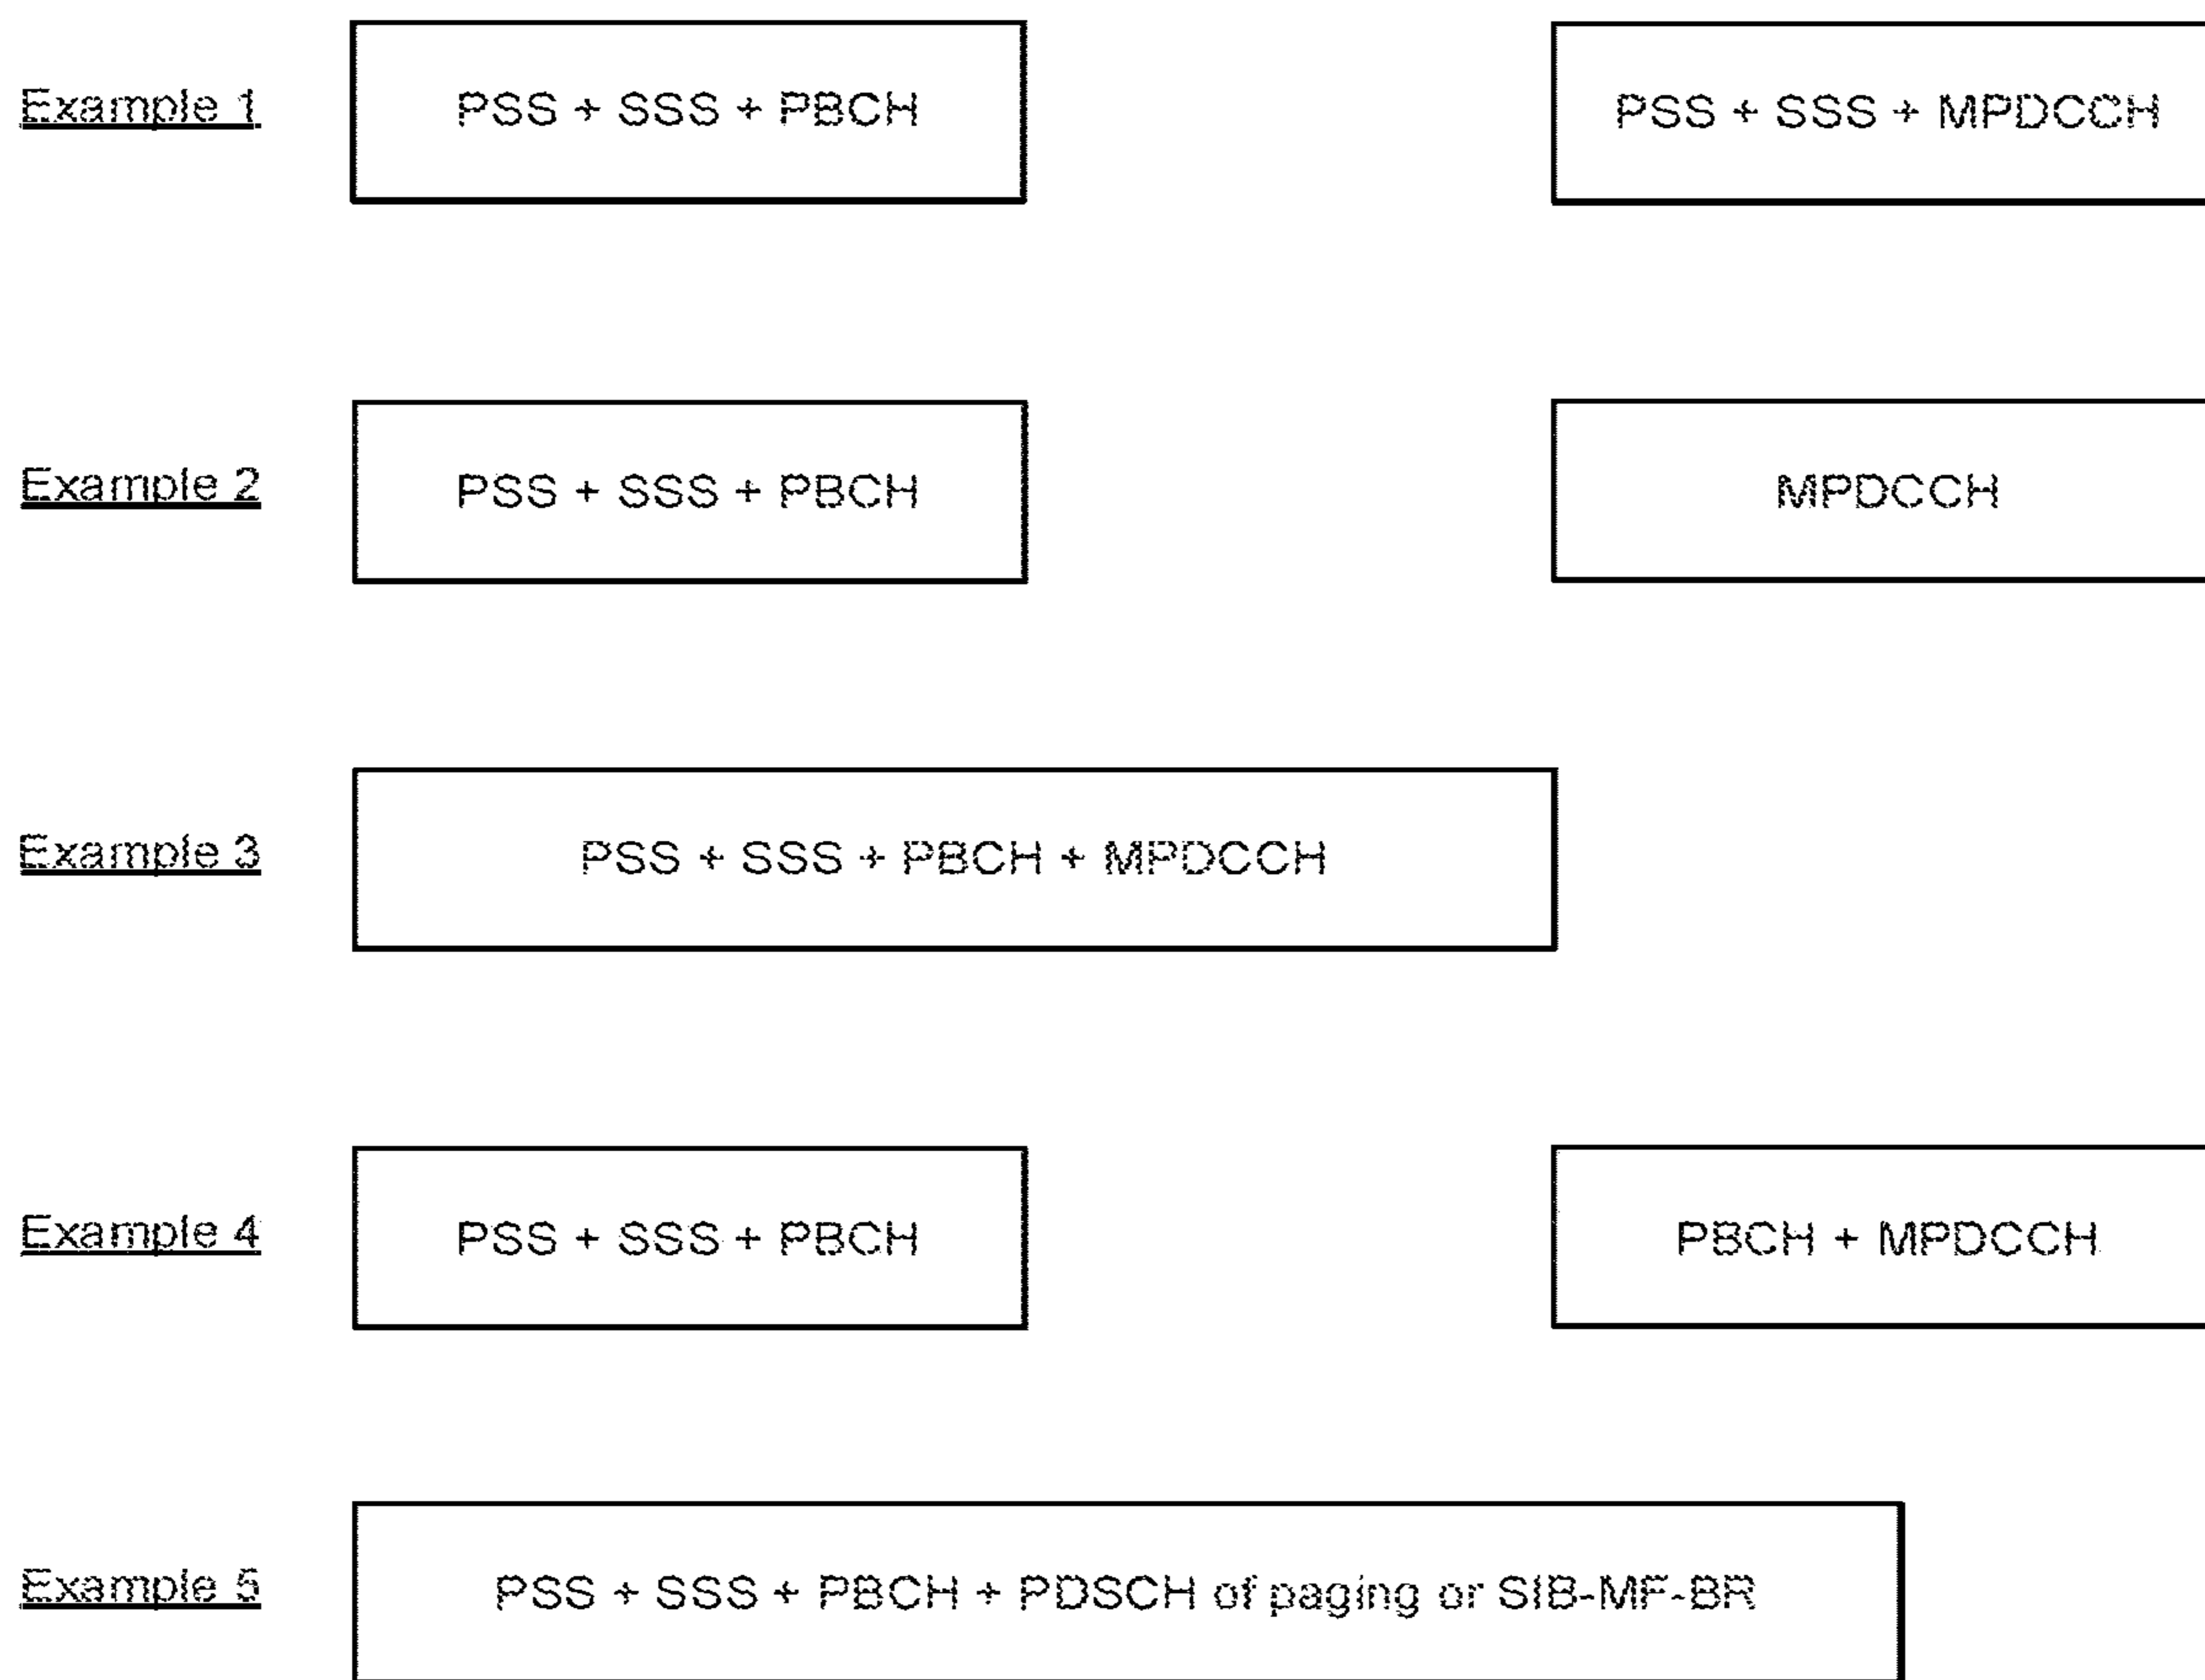 Example 1 PSS + SSS + PBCH PSS + SSS + MPDCCH
Example 2 PSS + SSS + PBCH MPDCCH
Example 3 PSS + SSS + PBCH + MPDCCH
Example 4 PSS + SSS + PBCH PBCH + MPDCCH
Example 5 PSS + SSS + PBCH + PDSCH of paging or SIB-MF-BR